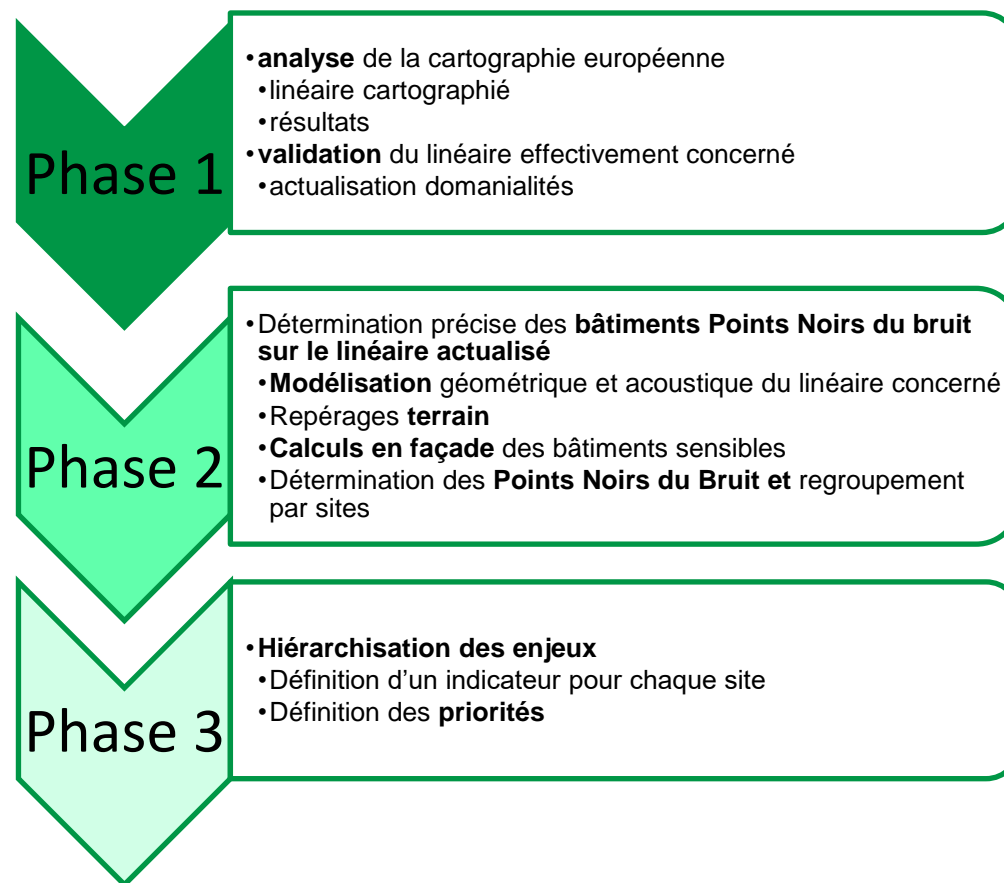 Phase 1
•analyse de la cartographie européenne
•linéaire cartographié
•résultats
•validation du linéaire effectivement concerné
•actualisation domanialités
Phase 2
•Détermination précise des bâtiments Points Noirs du bruit
sur le linéaire actualisé
•Modélisation géométrique et acoustique du linéaire concerné
•Repérages terrain
•Calculs en façade des bâtiments sensibles
•Détermination des Points Noirs du Bruit et regroupement
par sites
Phase 3
•Hiérarchisation des enjeux
•Définition d’un indicateur pour chaque site
•Définition des priorités